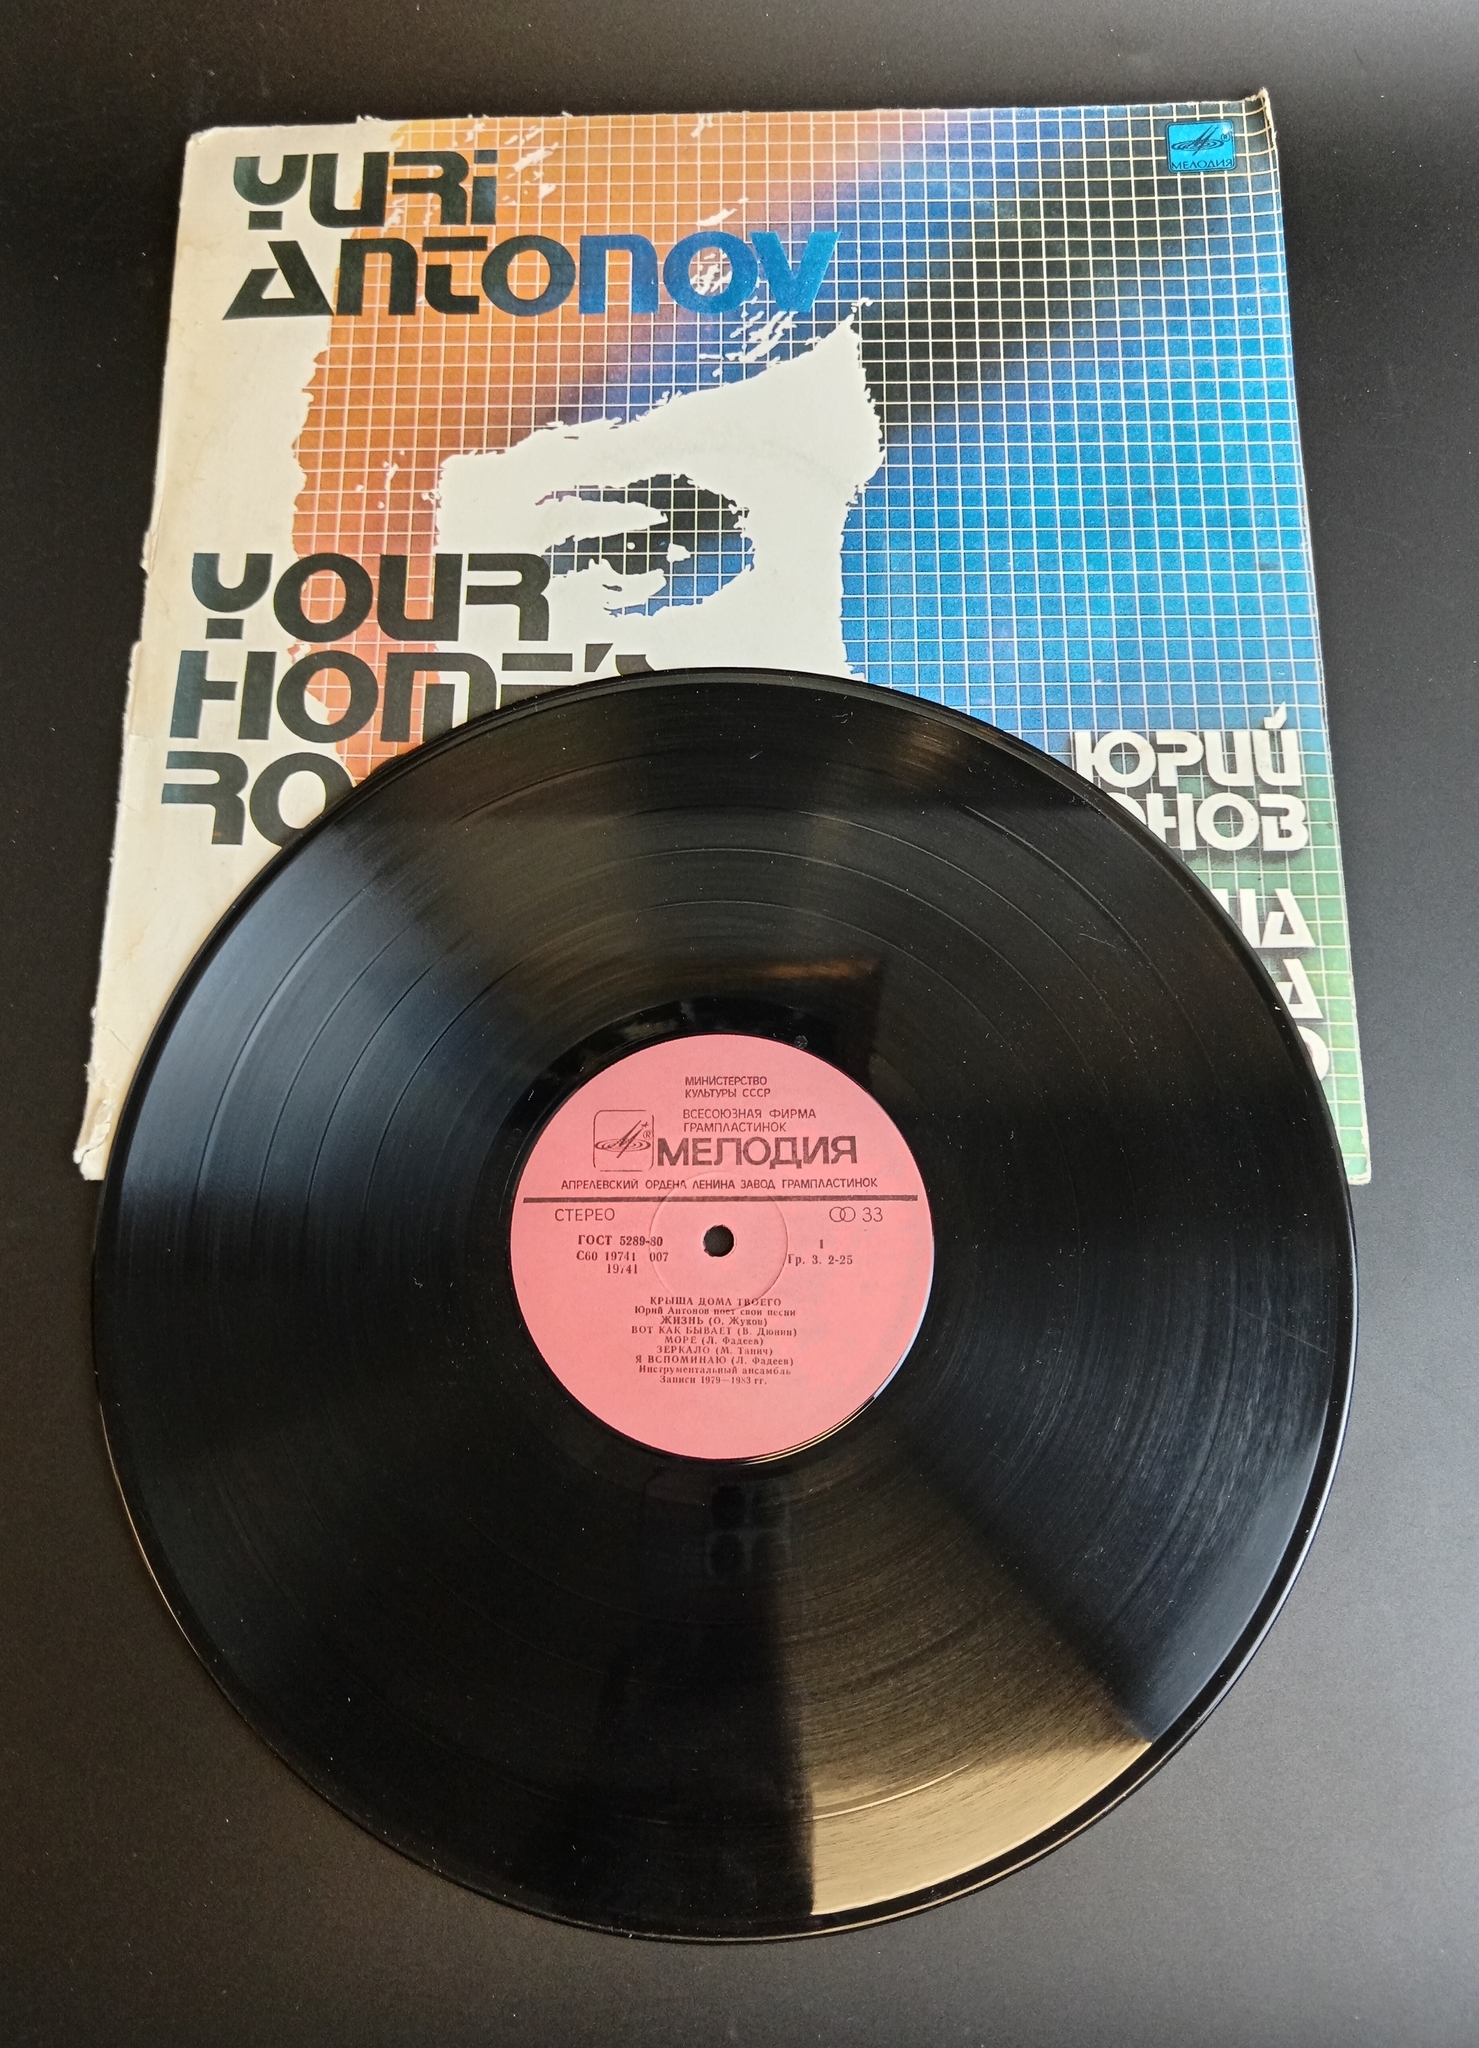 YURi
ANTONOV
МЕЛОДИЯ
YOUR
HOME'S
ЮРИЙ
МИНИСТЕРСТВО
КУЛЬТУРЫ СССР
ВСЕСОЮЗНАЯ ФИРМА
ГРАМПЛАСТИНОК
МЕЛОДИЯ
АПРЕЛЕВСКИЙ ОРДЕНА ЛЕНИНА ЗАВОД ГРАМПЛАСТИНОК
СТЕРЕО 33
ГОСТ 5289-80
С60 19741 007 I
19741 Гр. 3. 2-25
КРЫША ДОМА ТВОЕГО
Юрий Антонов поет свои песни
ЖИЗНЬ (О. Жуков)
ВОТ КАК БЫВАЕТ (В. Дюнин)
МОРЕ (Л. Фадеев)
ЗЕРКАЛО (М. Танич)
Я ВСПОМИНАЮ (Л. Фадеев)
Инструментальный ансамбль
Записи 1979—1983 гг.